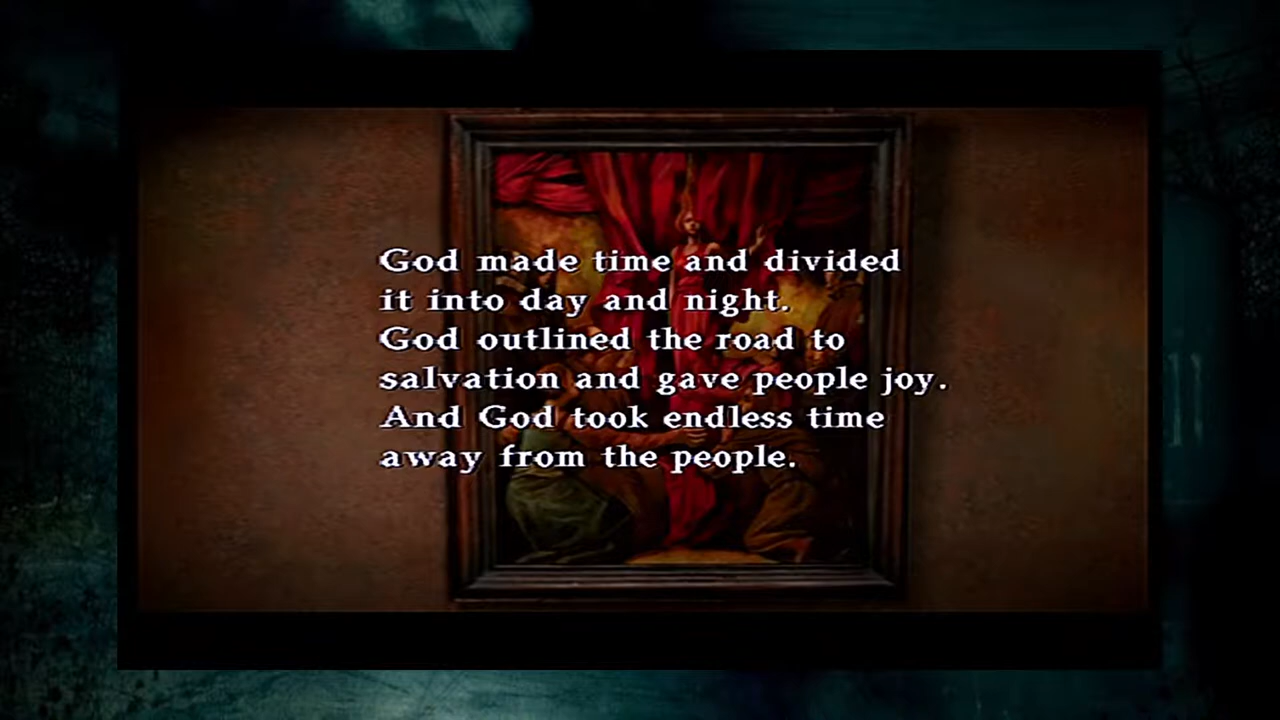 God made time and divided
it into day and night.
God outlined the road to
salvation and gave people joy.
And God took endless time
away from the people.